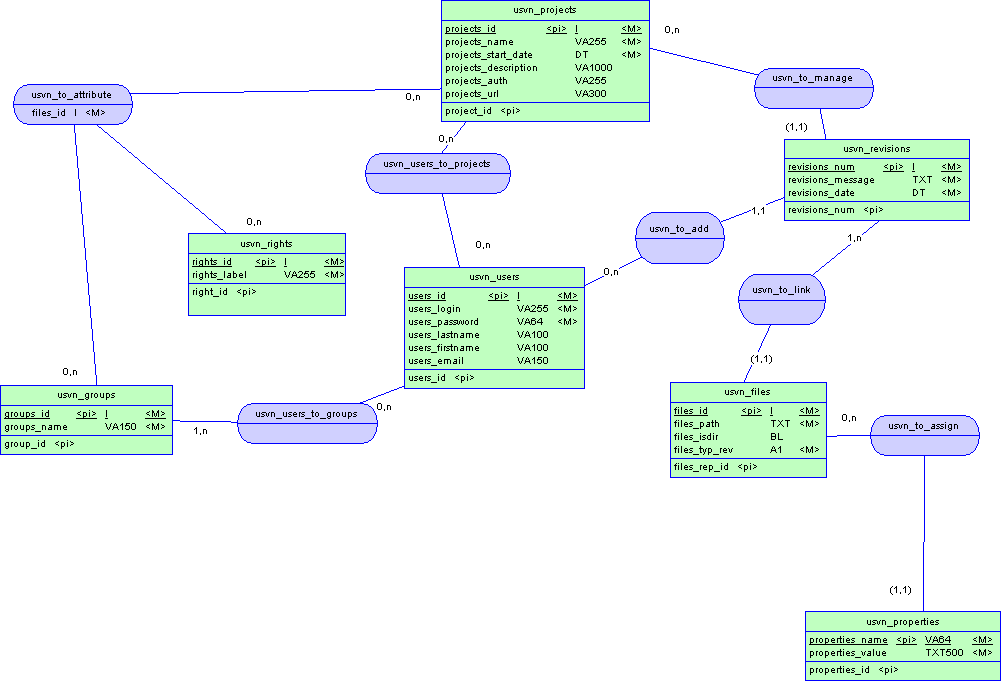 usvn_projects
projects_id <pi> I <M>
projects_name VA255 <M>
projects_start_date DT <M>
projects_description VA1000
projects_auth VA255
projects_url VA300
project_id <pi>
0,n
usvn_to_manage
usvn_to_attribute
files_id I <M>
0,n
(1,1)
0,n
usvn_revisions
revisions_num <pi> I <M>
revisions_message TXT <M>
revisions_date DT <M>
revisions_num <pi>
usvn_users_to_projects
1,1
0,n
usvn_to_add
usvn_rights
rights_id <pi> I <M>
rights_label VA255 <M>
right_id <pi>
0,n
1,n
0,n
usvn_users
users_id <pi> I <M>
users_login VA255 <M>
users_password VA64 <M>
users_lastname VA100
users_firstname VA100
users_email VA150
users_id <pi>
usvn_to_link
(1,1)
0,n
usvn_groups
groups_id <pi> I <M>
groups_name VA150 <M>
group_id <pi>
1,n
usvn_users_to_groups
0,n
usvn_files
files_id <pi> I <M>
files_path TXT <M>
files_isdir BL
files_typ_rev A1 <M>
files_rep_id <pi>
0,n
usvn_to_assign
(1,1)
usvn_properties
properties_name <pi> VA64 <M>
properties_value TXT500 <M>
properties_id <pi>